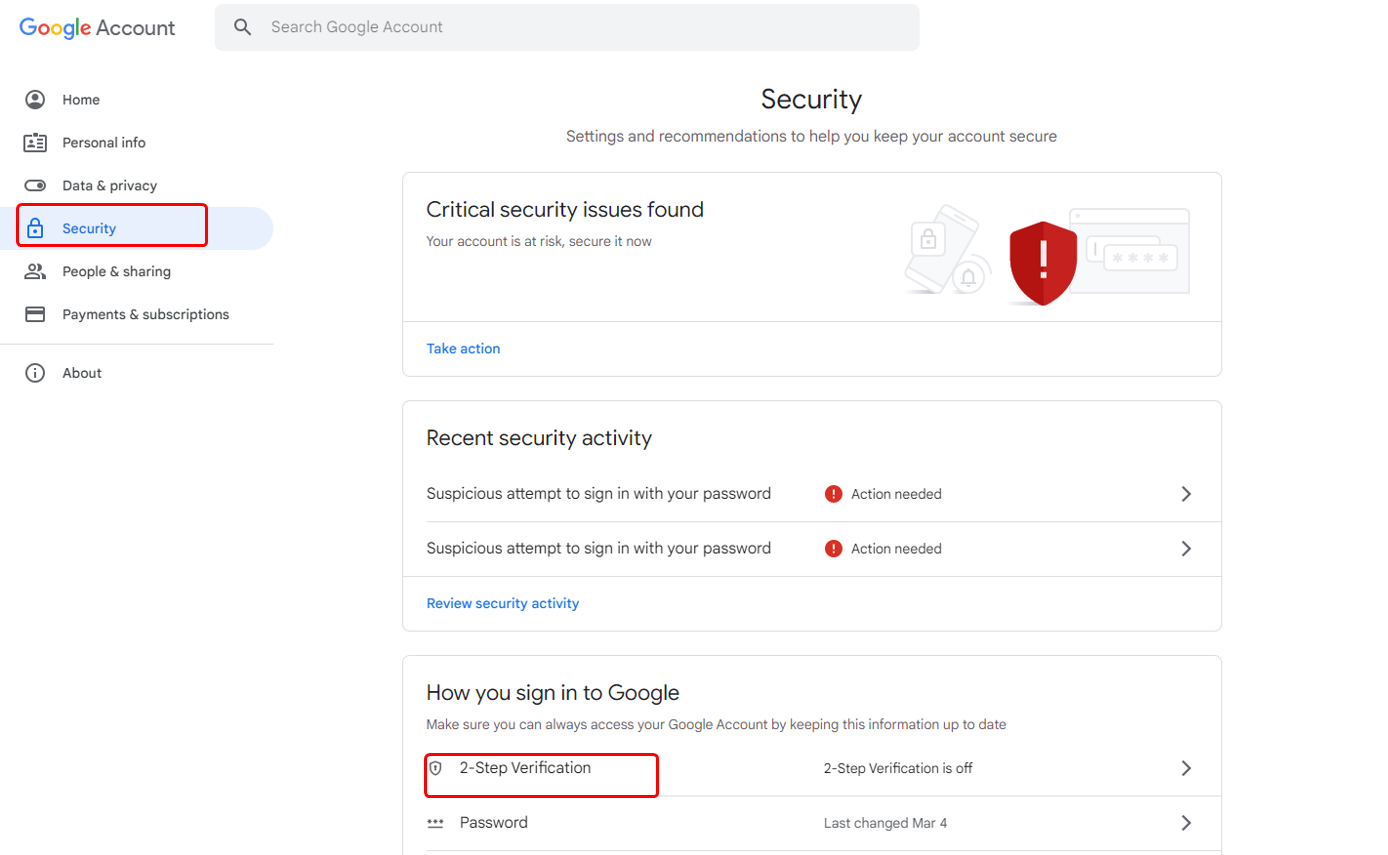 Google Account
Search Google Account
Home
Personal info
Data & privacy
Security
People & sharing
Payments & subscriptions
About
Security
Settings and recommendations to help you keep your account secure
Critical security issues found
Your account is at risk, secure it now
****
Take action
Recent security activity
Suspicious attempt to sign in with your password Action needed
Suspicious attempt to sign in with your password Action needed
Review security activity
How you sign in to Google
Make sure you can always access your Google Account by keeping this information up to date
2-Step Verification 2-Step Verification is off
Password Last changed Mar 4